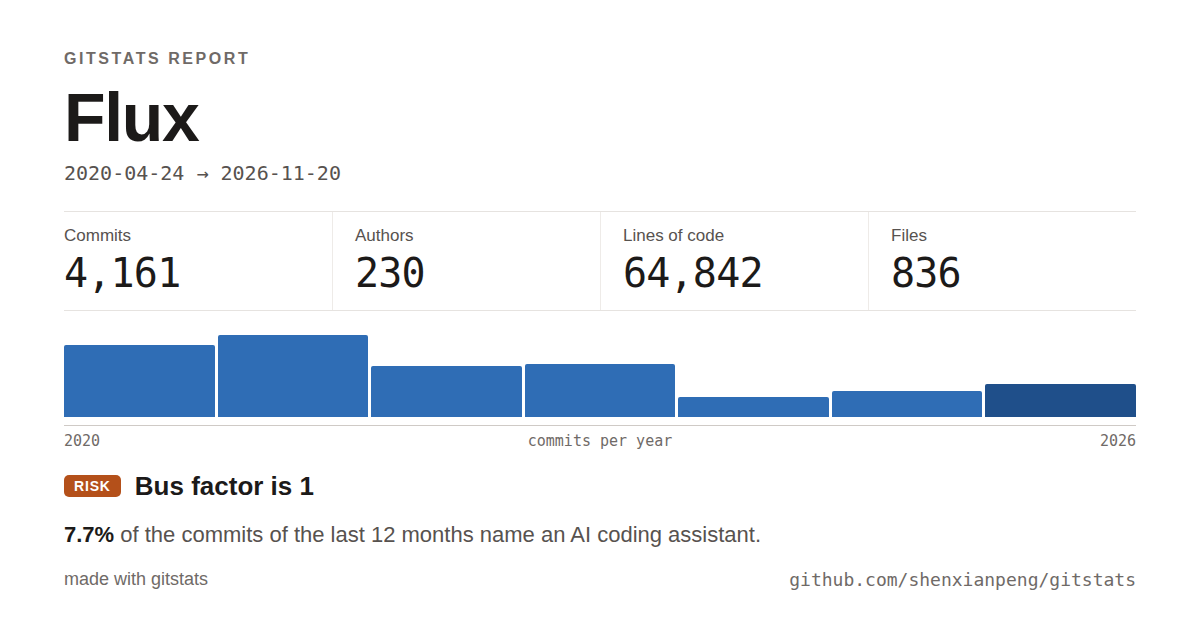 GITSTATS REPORT
Flux
2020-04-24 → 2026-11-20
Commits
4,161
Authors
230
Lines of code
64,842
Files
836
2020
commits per year
2026
RISK Bus factor is 1
7.7% of the commits of the last 12 months name an AI coding assistant.
made with gitstats
github.com/shenxianpeng/gitstats